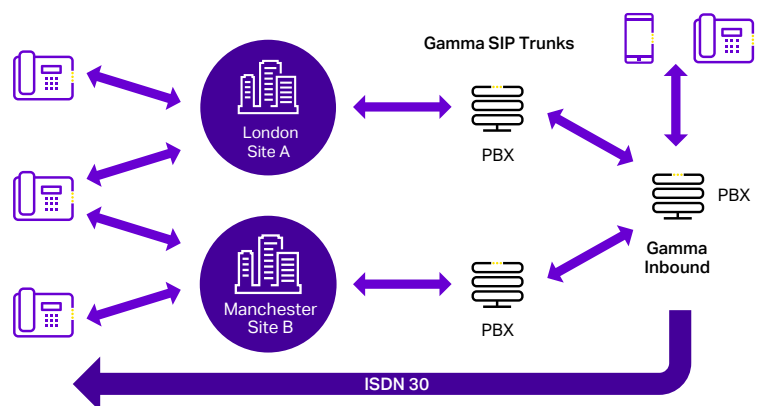 Gamma SIP Trunks
London
Site A
PBX
PBX
Gamma
Inbound
Manchester
Site B
PBX
ISDN 30